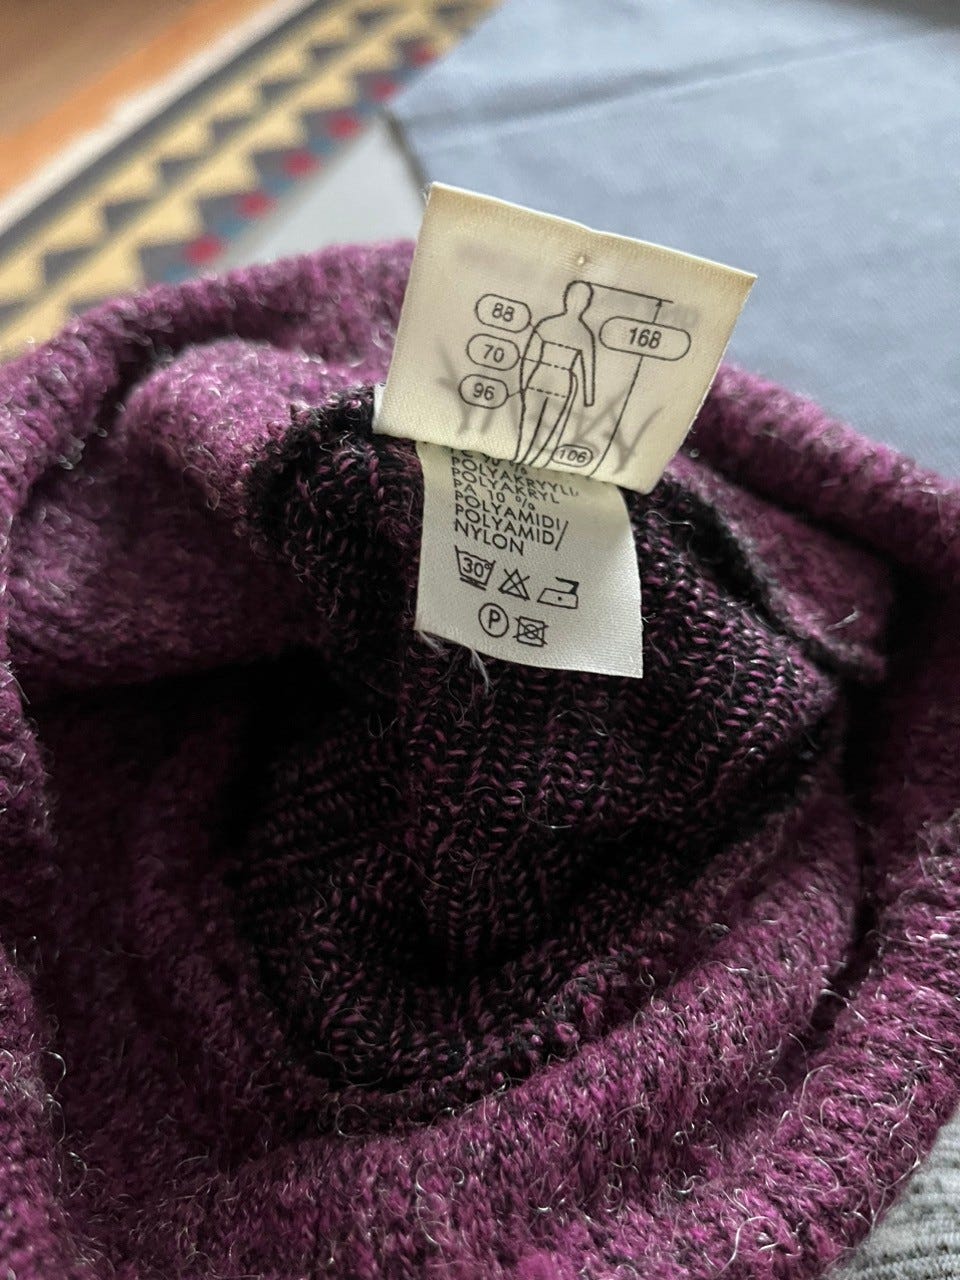 88
168
70
96
106
POLYAKRYYLI/
POLYAKRYL
PA 10 %
POLYAMIDI/
POLYAMID/
NYLON
30°
P